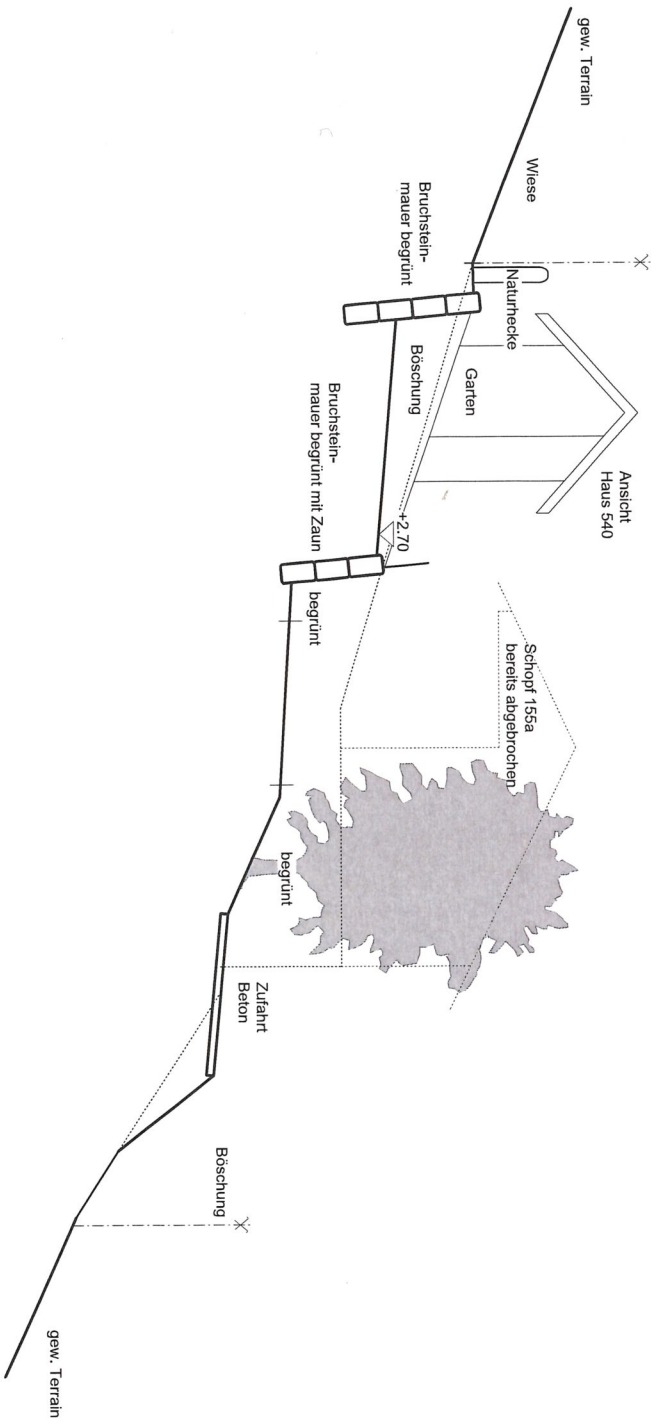 gew. Terrain
Wiese
Naturhecke
Bruchstein-
mauer begrünt
Ansicht
Haus 540
Garten
Böschung
+2.70
Bruchstein-
mauer begrünt mit Zaun
begrünt
Schopf 155a
bereits abgebrochen
begrünt
Zufahrt
Beton
Böschung
gew. Terrain